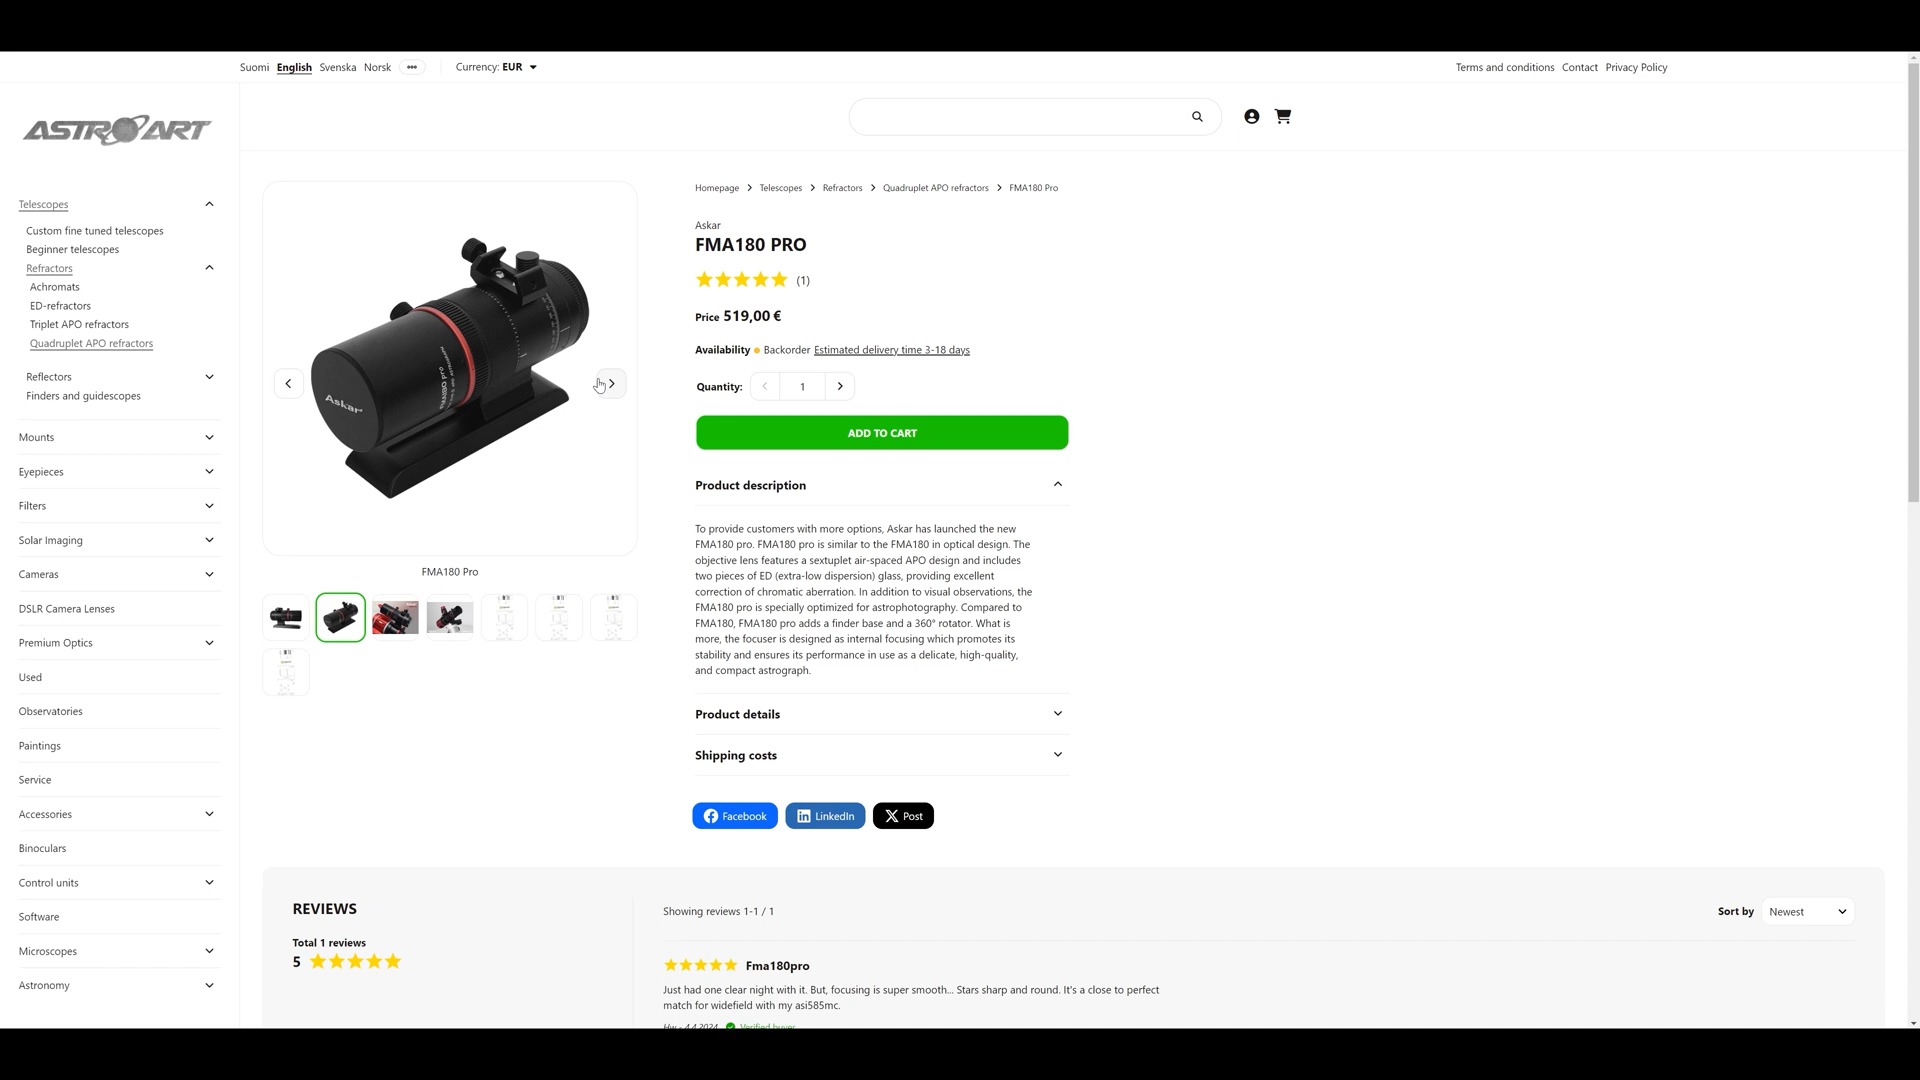 Suomi English Svenska Norsk ••• Currency: EUR
Terms and conditions Contact Privacy Policy
ASTROART
Telescopes
Custom fine tuned telescopes
Beginner telescopes
Refractors
Achromats
ED-refractors
Triplet APO refractors
Quadruplet APO refractors
Reflectors
Finders and guidescopes
Mounts
Eyepieces
Filters
Solar Imaging
Cameras
DSLR Camera Lenses
Premium Optics
Used
Observatories
Paintings
Service
Accessories
Binoculars
Control units
Software
Microscopes
Astronomy
Askar
FMA180 pro
FMA180 Pro
Homepage > Telescopes > Refractors > Quadruplet APO refractors > FMA180 Pro
Askar
FMA180 PRO
(1)
Price 519,00 €
Availability Backorder Estimated delivery time 3-18 days
Quantity: 1
ADD TO CART
Product description
To provide customers with more options, Askar has launched the new
FMA180 pro. FMA180 pro is similar to the FMA180 in optical design. The
objective lens features a sextuplet air-spaced APO design and includes
two pieces of ED (extra-low dispersion) glass, providing excellent
correction of chromatic aberration. In addition to visual observations, the
FMA180 pro is specially optimized for astrophotography. Compared to
FMA180, FMA180 pro adds a finder base and a 360° rotator. What is
more, the focuser is designed as internal focusing which promotes its
stability and ensures its performance in use as a delicate, high-quality,
and compact astrograph.
Product details
Shipping costs
Facebook LinkedIn Post
REVIEWS
Total 1 reviews
5
Showing reviews 1-1 / 1
Sort by Newest
Fma180pro
Just had one clear night with it. But, focusing is super smooth... Stars sharp and round. It's a close to perfect
match for widefield with my asi585mc.
Hw - 4.4.2024 Verified buyer